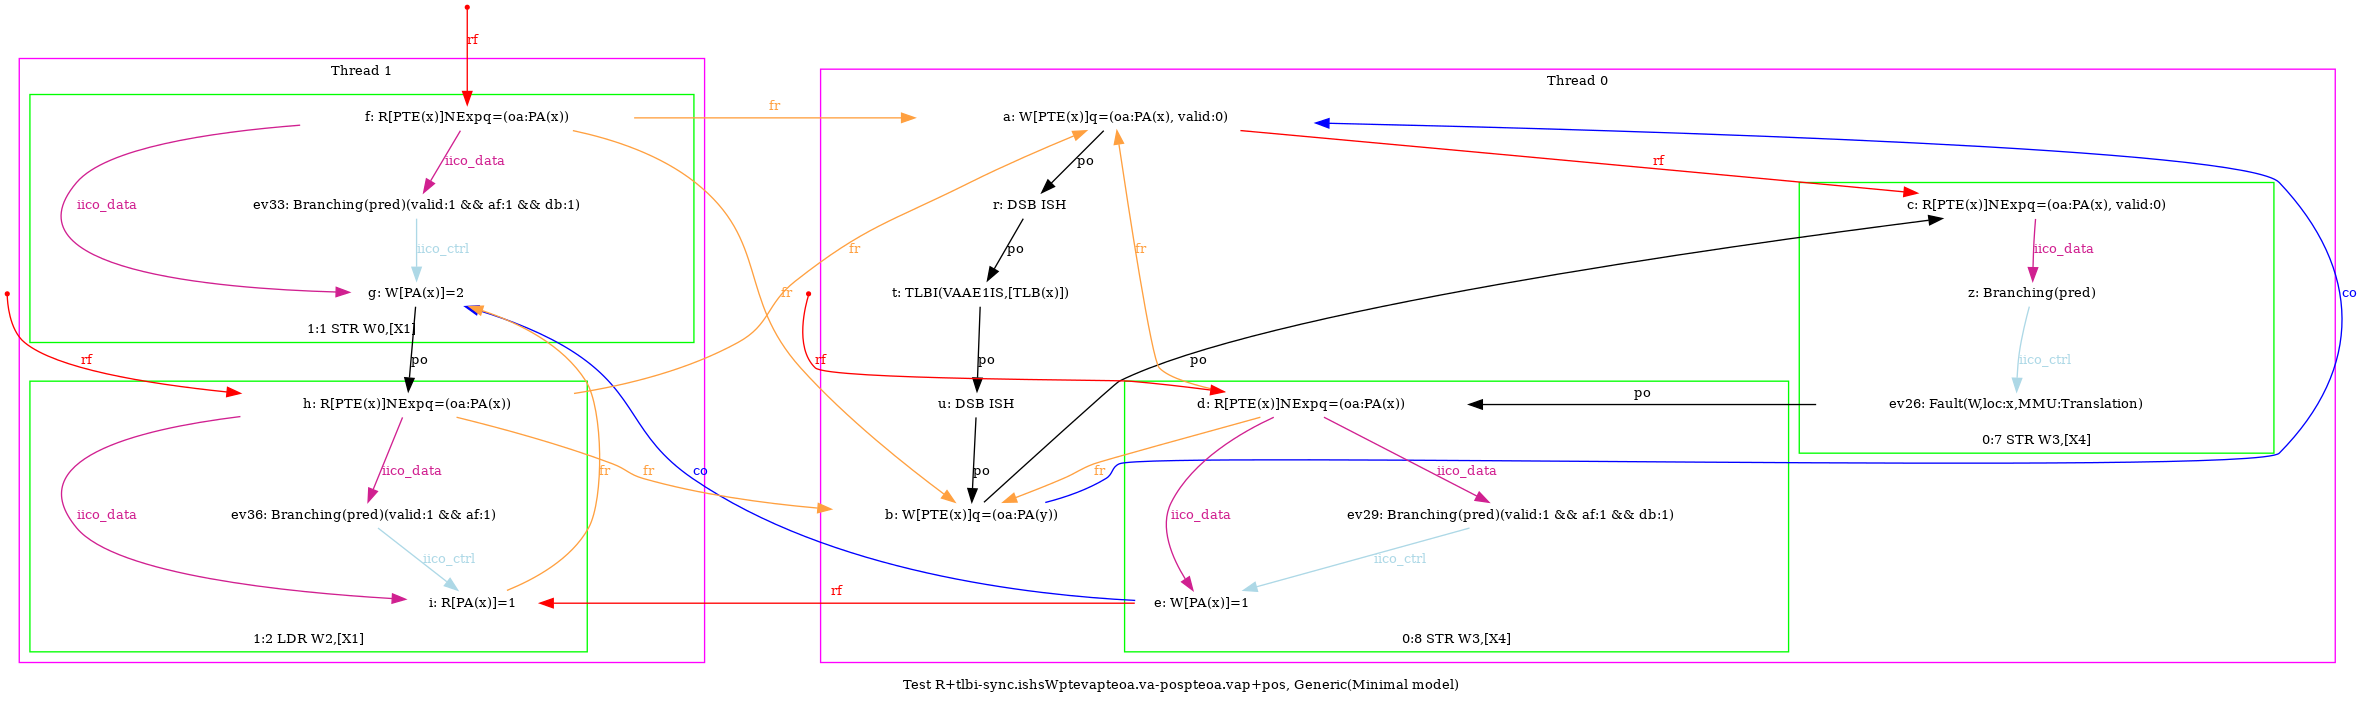 rf
Thread 1
Thread 0
f: R[PTE(x)]NExpq=(oa:PA(x))
fr
a: W[PTE(x)]q=(oa:PA(x), valid:0)
iico_data
po
rf
iico_data
ev33: Branching(pred)(valid:1 && af:1 && db:1)
r: DSB ISH
c: R[PTE(x)]NExpq=(oa:PA(x), valid:0)
iico_ctrl
fr
po
fr
iico_data
g: W[PA(x)]=2
fr
t: TLBI(VAAE1IS,[TLB(x)])
z: Branching(pred)
co
1:1 STR W0,[X1]
rf
po
rf
po
po
iico_ctrl
h: R[PTE(x)]NExpq=(oa:PA(x))
u: DSB ISH
d: R[PTE(x)]NExpq=(oa:PA(x))
po
ev26: Fault(W,loc:x,MMU:Translation)
0:7 STR W3,[X4]
iico_data
fr
fr
co
po
fr
iico_data
iico_data
ev36: Branching(pred)(valid:1 && af:1)
b: W[PTE(x)]q=(oa:PA(y))
iico_data
ev29: Branching(pred)(valid:1 && af:1 && db:1)
iico_ctrl
iico_ctrl
i: R[PA(x)]=1
rf
e: W[PA(x)]=1
1:2 LDR W2,[X1]
0:8 STR W3,[X4]
Test R+tlbi-sync.ishsWptevapteoa.va-pospteoa.vap+pos, Generic(Minimal model)